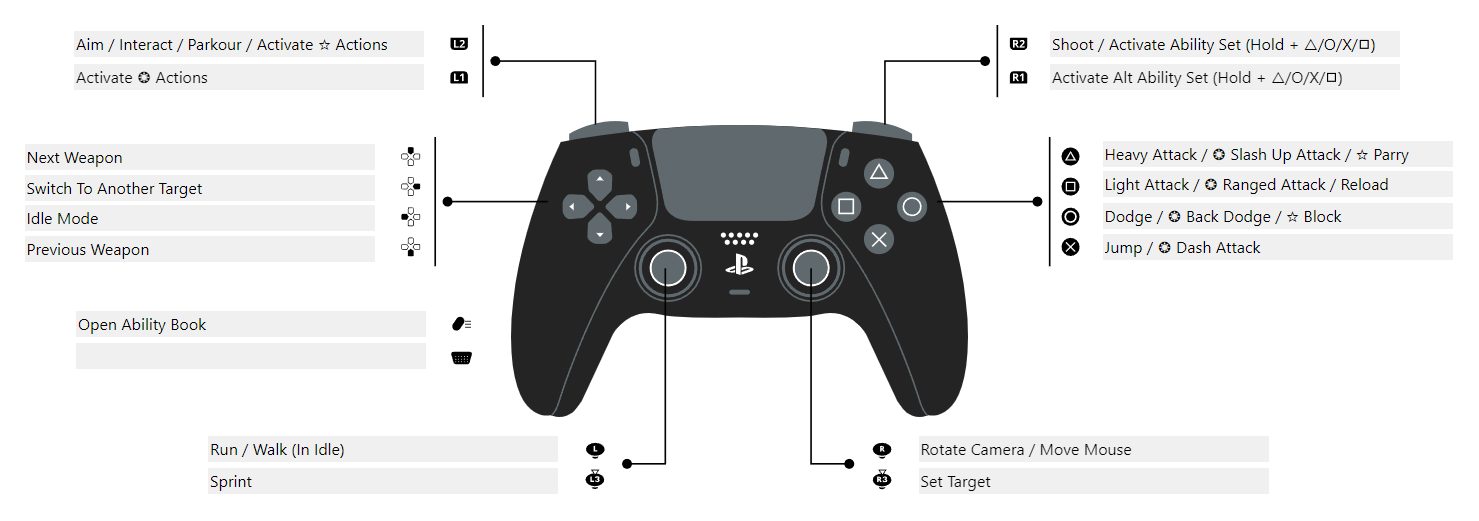 Aim / Interact / Parkour / Activate ☆ Actions
L2
Activate ✪ Actions
L1
R2
Shoot / Activate Ability Set (Hold + △/O/X/□)
R1
Activate Alt Ability Set (Hold + △/O/X/□)
Next Weapon
Switch To Another Target
Idle Mode
Previous Weapon
Heavy Attack / ✪ Slash Up Attack / ☆ Parry
Light Attack / ✪ Ranged Attack / Reload
Dodge / ✪ Back Dodge / ☆ Block
Jump / ✪ Dash Attack
Open Ability Book
Run / Walk (In Idle)
L
Sprint
L3
R
Rotate Camera / Move Mouse
R3
Set Target